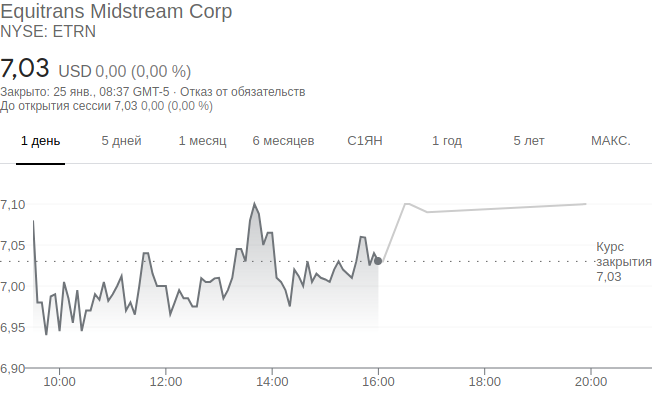 Equitrans Midstream Corp
NYSE: ETRN
7,03 USD 0,00 (0,00 %)
Закрыто: 25 янв., 08:37 GMT-5 · Отказ от обязательств
До открытия сессии 7,03 0,00 (0,00 %)
1 день 5 дней 1 месяц 6 месяцев С1ЯН 1 год 5 лет МАКС.
7,10
7,05
Курс
закрытия
7,03
7,00
6,95
6,90
10:00 12:00 14:00 16:00 18:00 20:00